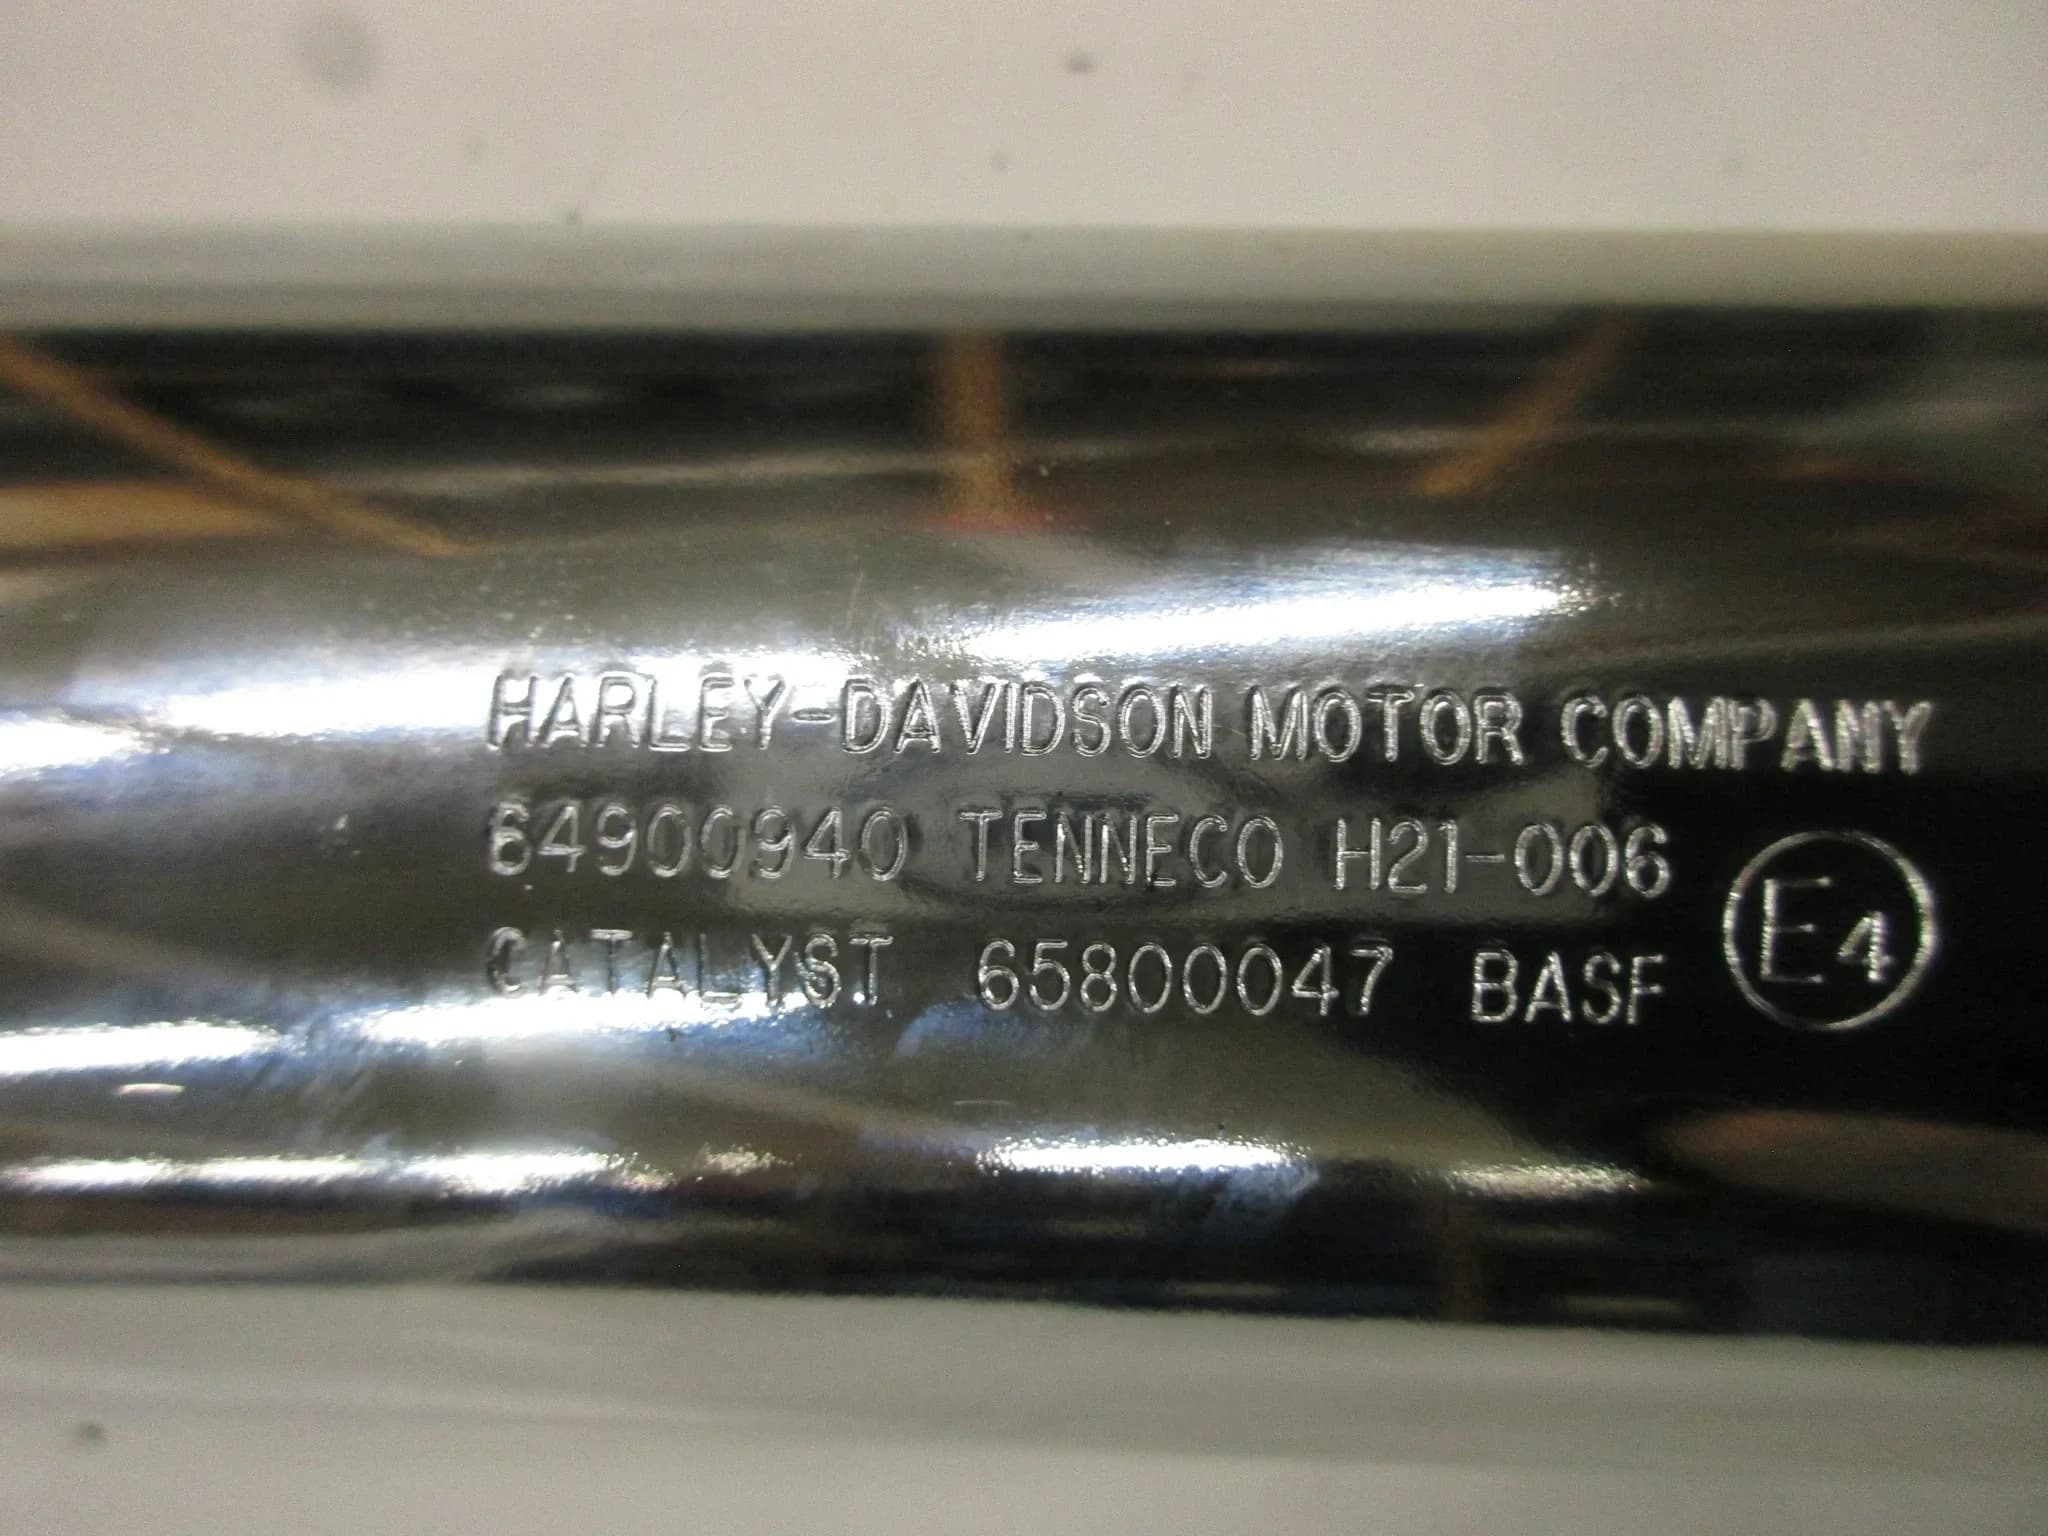 HARLEY-DAVIDSON MOTOR COMPANY
64900940 TENNECO H21-006
CATALYST 65800047 BASF
E4